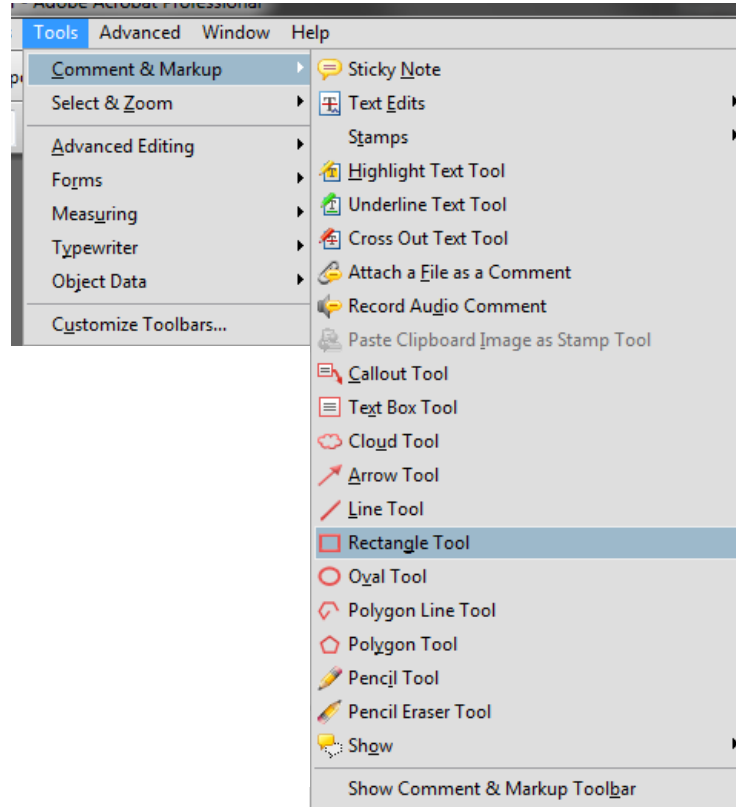 - Adobe Acrobat Professional
Tools Advanced Window Help
Comment & Markup
Select & Zoom
Advanced Editing
Forms
Measuring
Typewriter
Object Data
Customize Toolbars...
Sticky Note
Text Edits
Stamps
Highlight Text Tool
Underline Text Tool
Cross Out Text Tool
Attach a File as a Comment
Record Audio Comment
Paste Clipboard Image as Stamp Tool
Callout Tool
Text Box Tool
Cloud Tool
Arrow Tool
Line Tool
Rectangle Tool
Oval Tool
Polygon Line Tool
Polygon Tool
Pencil Tool
Pencil Eraser Tool
Show
Show Comment & Markup Toolbar